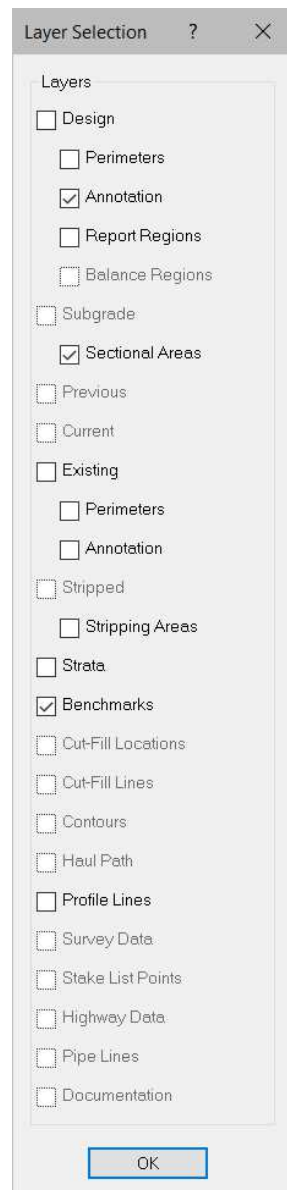 Layer Selection ? ×
Layers
Design
Perimeters
Annotation
Report Regions
Balance Regions
Subgrade
Sectional Areas
Previous
Current
Existing
Perimeters
Annotation
Stripped
Stripping Areas
Strata
Benchmarks
Cut-Fill Locations
Cut-Fill Lines
Contours
Haul Path
Profile Lines
Survey Data
Stake List Points
Highway Data
Pipe Lines
Documentation
OK